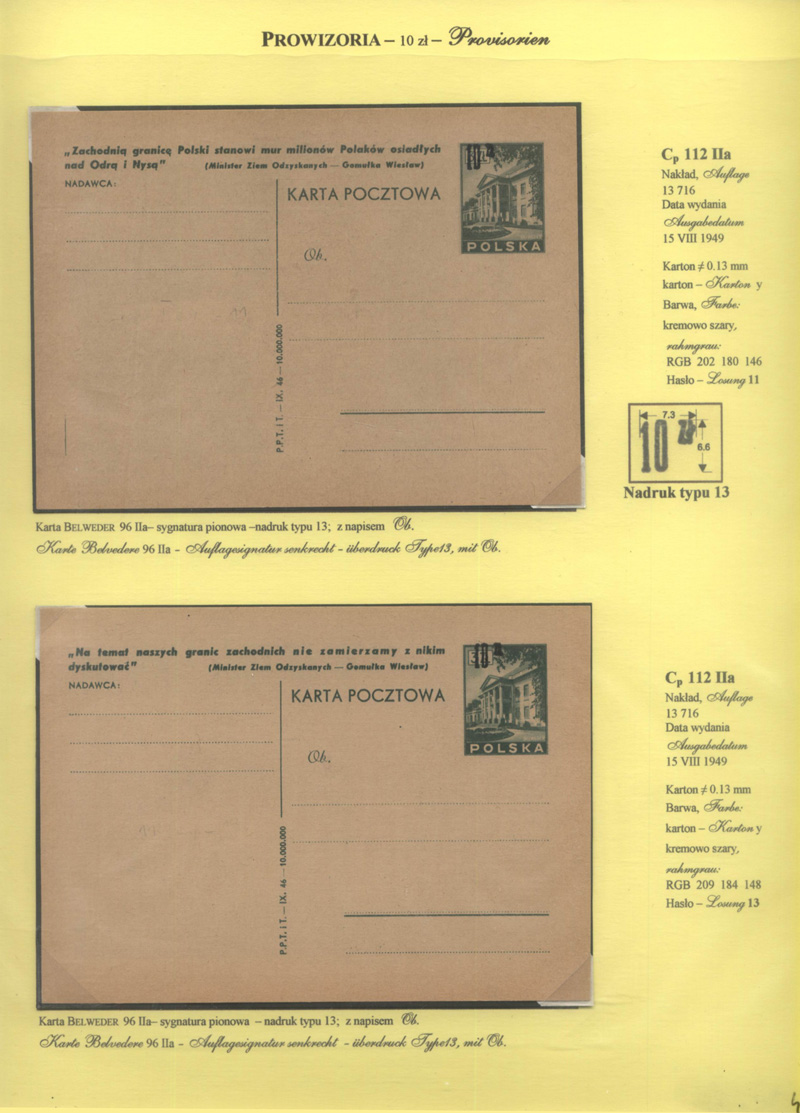 PROWIZORIA – 10 zł – Provisorien
„Zachodnią granicę Polski stanowi mur milionów Polaków osiadłych
nad Odrą i Nysą” (Minister Ziem Odzyskanych — Gomułka Wiesław)
NADAWCA:
KARTA POCZTOWA
10 zł
POLSKA
Ob.
P.P.T. i T. — IX. 46 — 10.000.000
Cp 112 IIa
Nakład, Auflage
13 716
Data wydania
Ausgabedatum
15 VIII 1949
Karton ≠ 0.13 mm
karton – Karton y
Barwa, Farbe:
kremowo szary,
rahmgrau:
RGB 202 180 146
Hasło – Losung 11
7.3
10 zł
6.6
Nadruk typu 13
Karta BELWEDER 96 IIa– sygnatura pionowa –nadruk typu 13; z napisem Ob.
Karte Belvedere 96 IIa - Auflagesignatur senkrecht - überdruck Type13, mit Ob.
„Na temat naszych granic zachodnich nie zamierzamy z nikim
dyskutować” (Minister Ziem Odzyskanych — Gomułka Wiesław)
NADAWCA:
KARTA POCZTOWA
10 zł
POLSKA
Ob.
P.P.T. i T. — IX. 46 — 10.000.000
Cp 112 IIa
Nakład, Auflage
13 716
Data wydania
Ausgabedatum
15 VIII 1949
Karton ≠ 0.13 mm
Barwa, Farbe:
karton – Karton y
kremowo szary,
rahmgrau:
RGB 209 184 148
Hasło – Losung 13
Karta BELWEDER 96 IIa– sygnatura pionowa – nadruk typu 13; z napisem Ob.
Karte Belvedere 96 IIa - Auflagesignatur senkrecht - überdruck Type13, mit Ob.